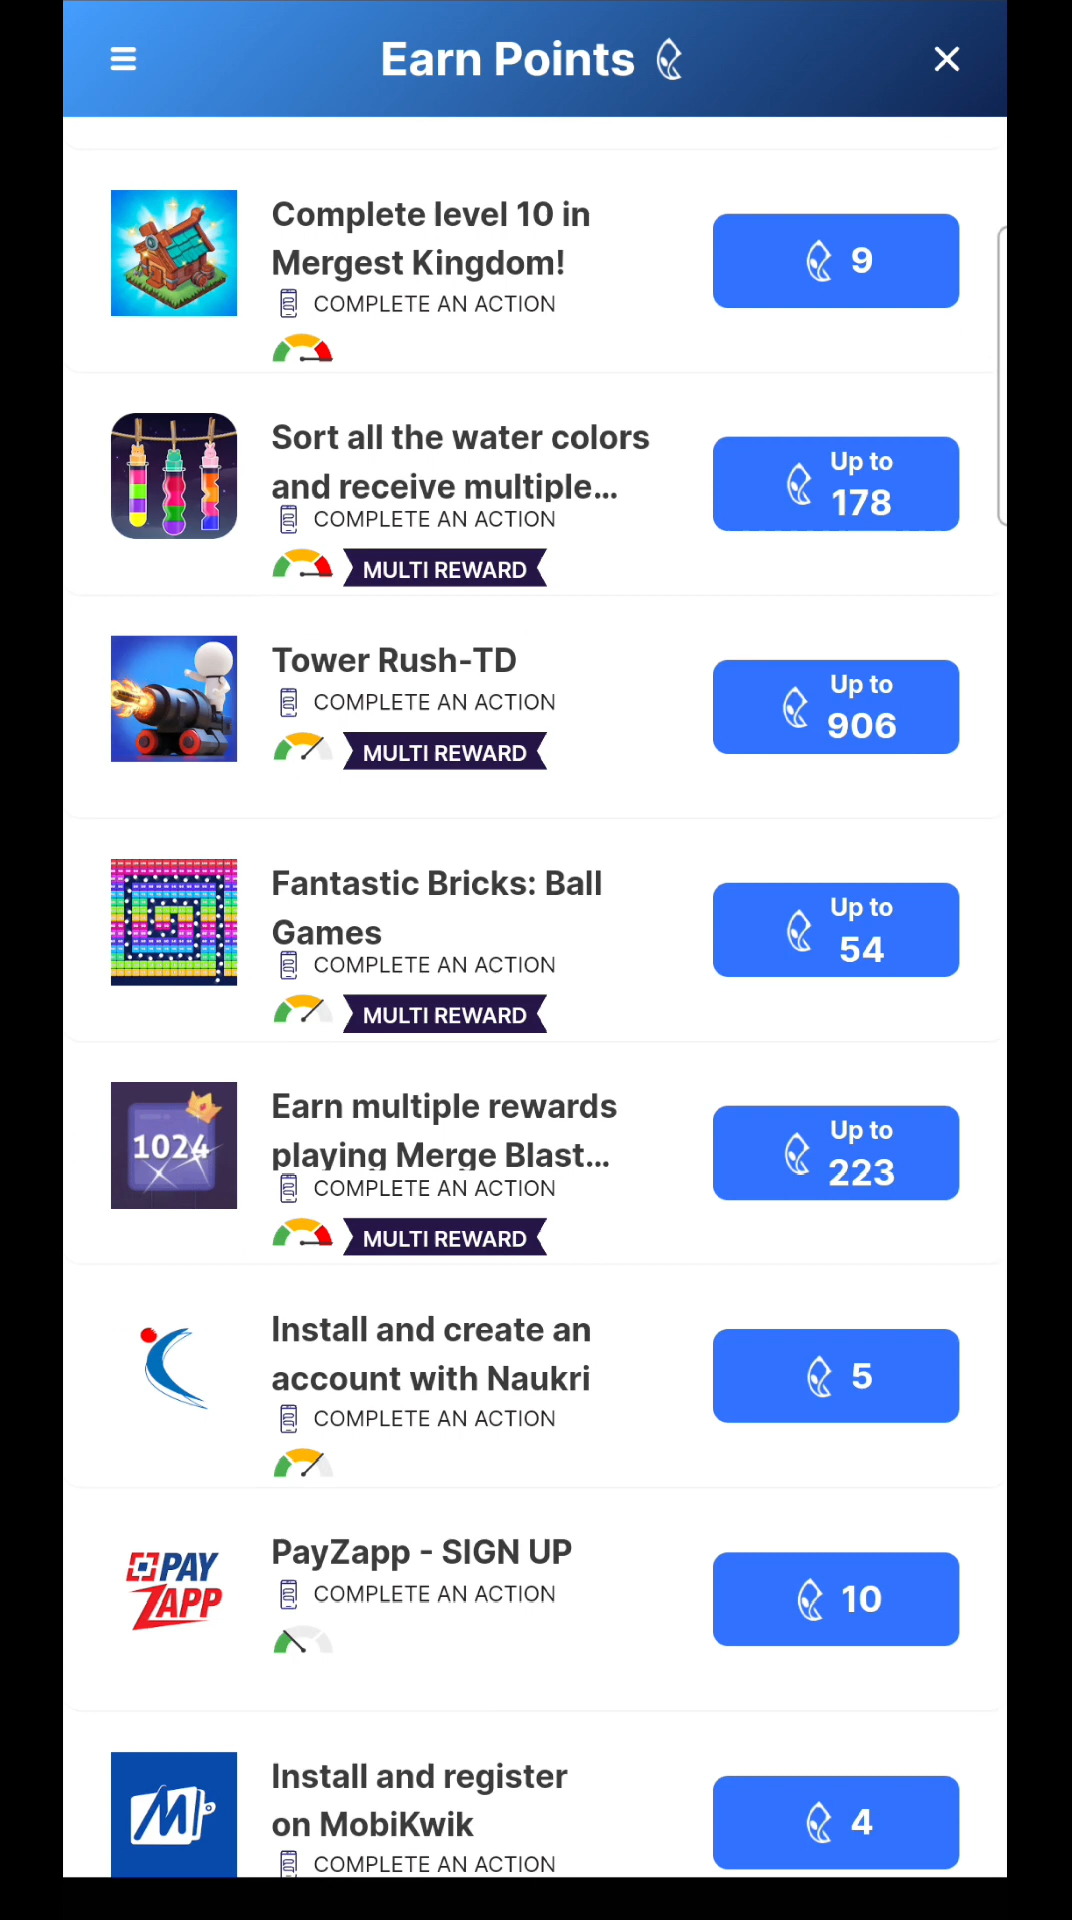 Earn Points
Complete level 10 in
Mergest Kingdom!
COMPLETE AN ACTION
9
Sort all the water colors
and receive multiple...
COMPLETE AN ACTION
MULTI REWARD
Up to
178
Tower Rush-TD
COMPLETE AN ACTION
MULTI REWARD
Up to
906
Fantastic Bricks: Ball
Games
COMPLETE AN ACTION
MULTI REWARD
Up to
54
1024
Earn multiple rewards
playing Merge Blast...
COMPLETE AN ACTION
MULTI REWARD
Up to
223
Install and create an
account with Naukri
COMPLETE AN ACTION
5
PAY
ZAPP
PayZapp - SIGN UP
COMPLETE AN ACTION
10
M
Install and register
on MobiKwik
COMPLETE AN ACTION
4